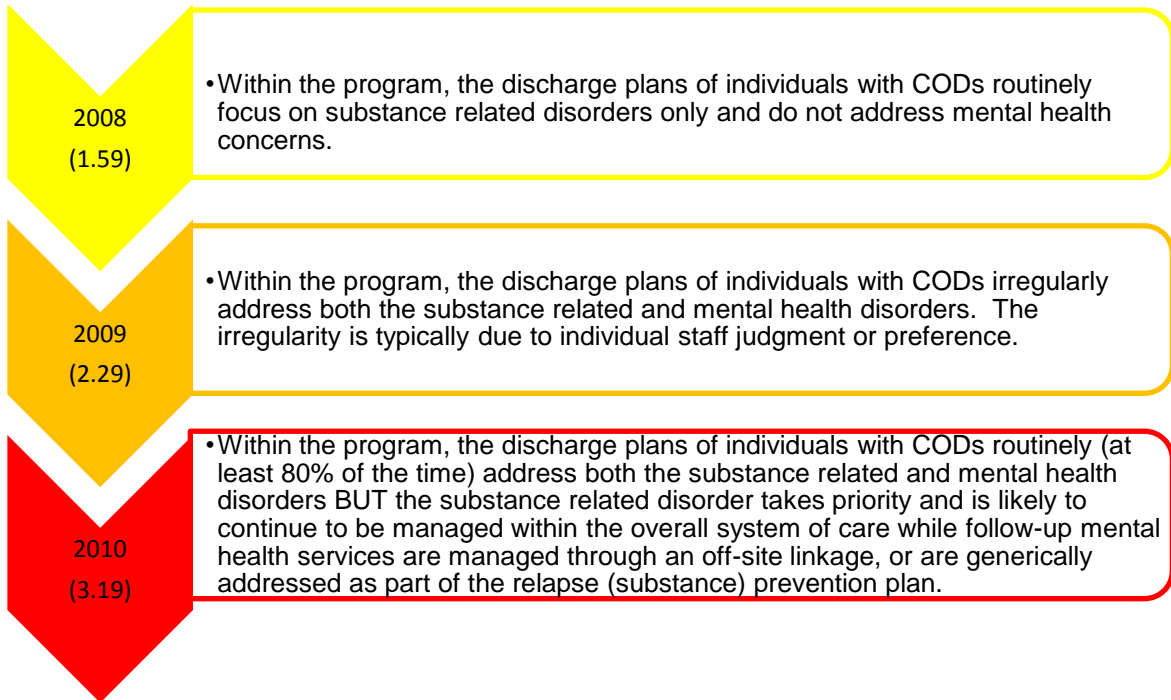 2008
(1.59)
•Within the program, the discharge plans of individuals with CODs routinely
focus on substance related disorders only and do not address mental health
concerns.
2009
(2.29)
•Within the program, the discharge plans of individuals with CODs irregularly
address both the substance related and mental health disorders.  The
irregularity is typically due to individual staff judgment or preference.
2010
(3.19)
•Within the program, the discharge plans of individuals with CODs routinely (at
least 80% of the time) address both the substance related and mental health
disorders BUT the substance related disorder takes priority and is likely to
continue to be managed within the overall system of care while follow-up mental
health services are managed through an off-site linkage, or are generically
addressed as part of the relapse (substance) prevention plan.